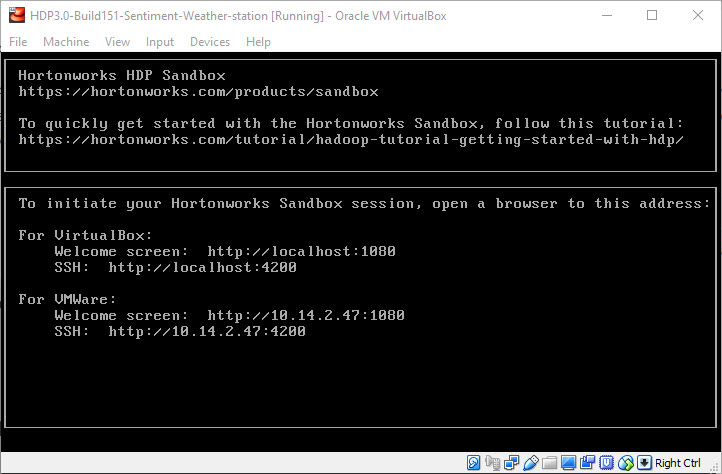 HDP3.0-Build151-Sentiment-Weather-station [Running] - Oracle VM VirtualBox
File Machine View Input Devices Help
Hortonworks HDP Sandbox
https://hortonworks.com/products/sandbox
To quickly get started with the Hortonworks Sandbox, follow this tutorial:
https://hortonworks.com/tutorial/hadoop-tutorial-getting-started-with-hdp/
To initiate your Hortonworks Sandbox session, open a browser to this address:
For VirtualBox:
Welcome screen: http://localhost:1080
SSH: http://localhost:4200
For VMWare:
Welcome screen: http://10.14.2.47:1080
SSH: http://10.14.2.47:4200
Right Ctrl